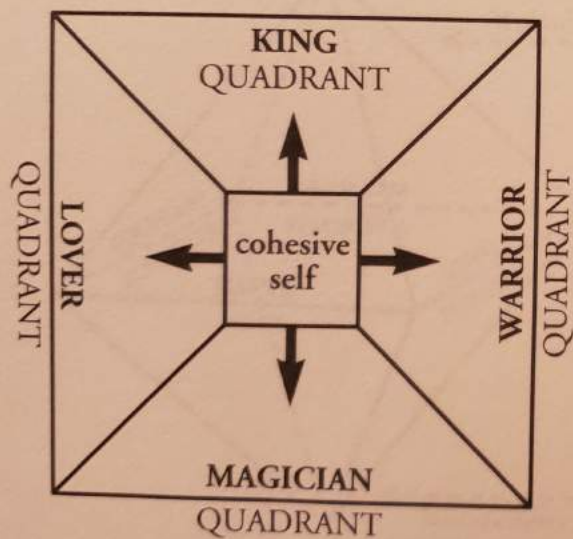 KING
QUADRANT
LOVER
QUADRANT
cohesive
self
WARRIOR
QUADRANT
MAGICIAN
QUADRANT